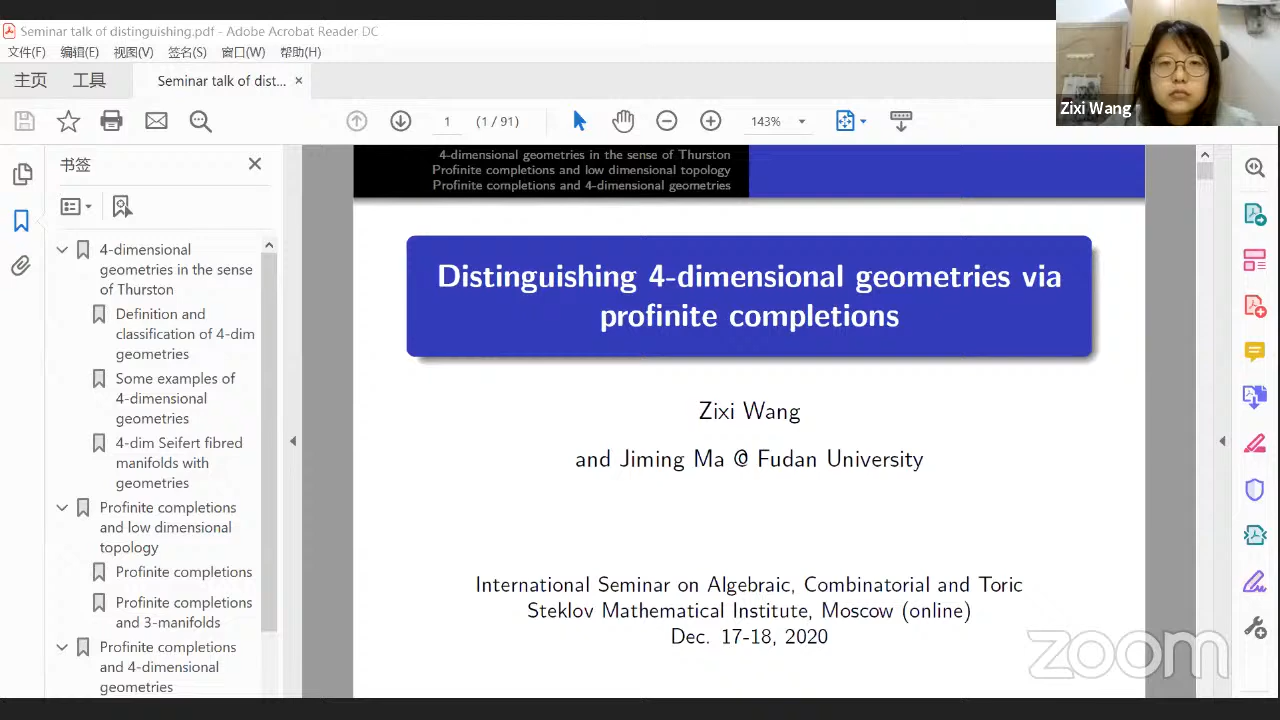 Seminar talk of distinguishing.pdf - Adobe Acrobat Reader DC
文件(F) 编辑(E) 视图(V) 签名(S) 窗口(W) 帮助(H)
主页 工具 Seminar talk of dist... ×
1 (1 / 91) 143%
Zixi Wang
书签
4-dimensional
geometries in the sense
of Thurston
Definition and
classification of 4-dim
geometries
Some examples of
4-dimensional
geometries
4-dim Seifert fibred
manifolds with
geometries
Profinite completions
and low dimensional
topology
Profinite completions
Profinite completions
and 3-manifolds
Profinite completions
and 4-dimensional
geometries
4-dimensional geometries in the sense of Thurston
Profinite completions and low dimensional topology
Profinite completions and 4-dimensional geometries
Distinguishing 4-dimensional geometries via
profinite completions
Zixi Wang
and Jiming Ma @ Fudan University
International Seminar on Algebraic, Combinatorial and Toric
Steklov Mathematical Institute, Moscow (online)
Dec. 17-18, 2020
zoom